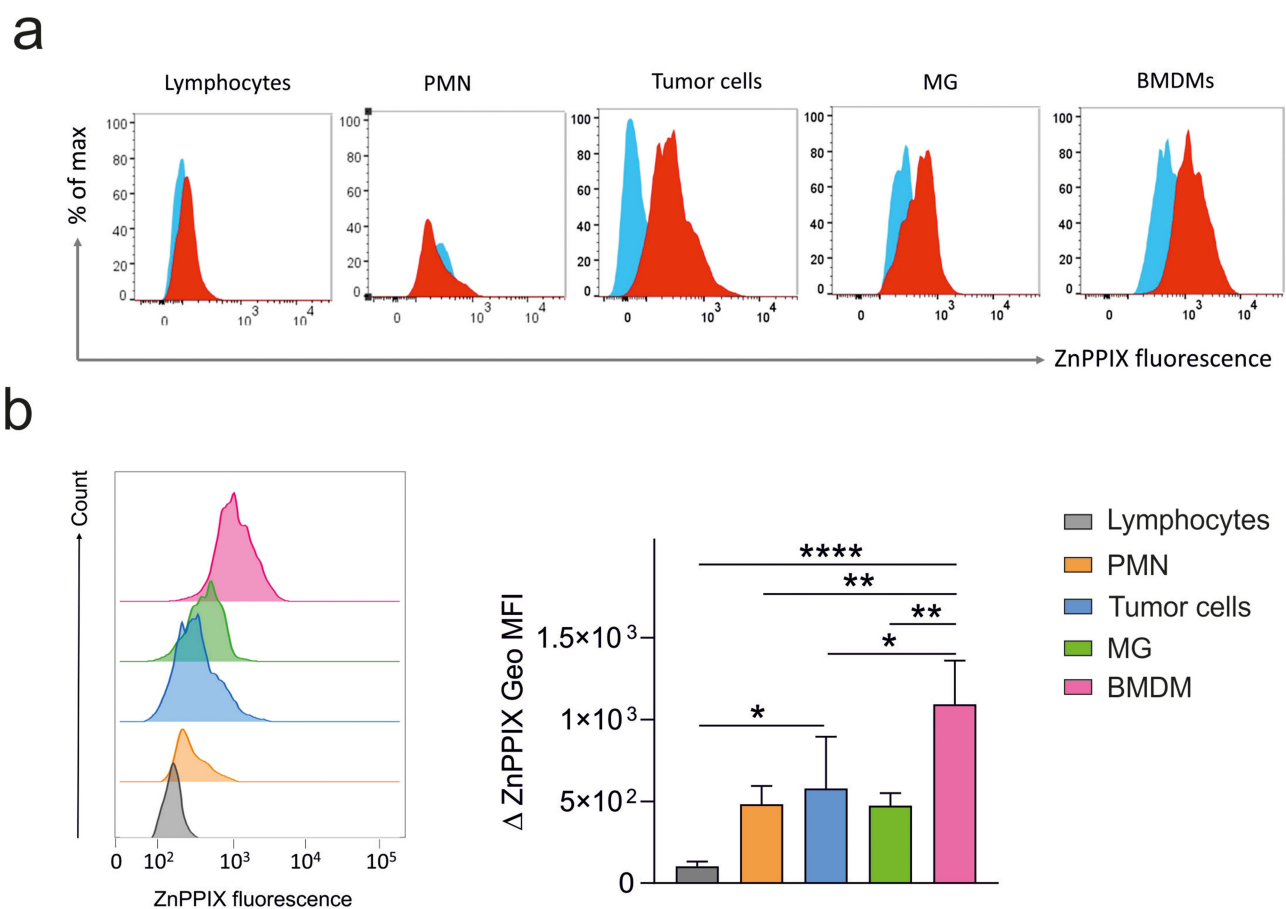 a
Lymphocytes PMN Tumor cells MG BMDMs
% of max
100 80 60 40 20 0
0 10³ 10⁴
100 80 60 40 20 0
0 10³ 10⁴
100 80 60 40 20 0
0 10³ 10⁴
100 80 60 40 20 0
0 10³ 10⁴
100 80 60 40 20 0
0 10³ 10⁴
ZnPPIX fluorescence
b
Count
0 10² 10³ 10⁴ 10⁵
ZnPPIX fluorescence
Δ ZnPPIX Geo MFI
1.5×10³
1×10³
5×10²
0
****
**
**
*
*
Lymphocytes
PMN
Tumor cells
MG
BMDM